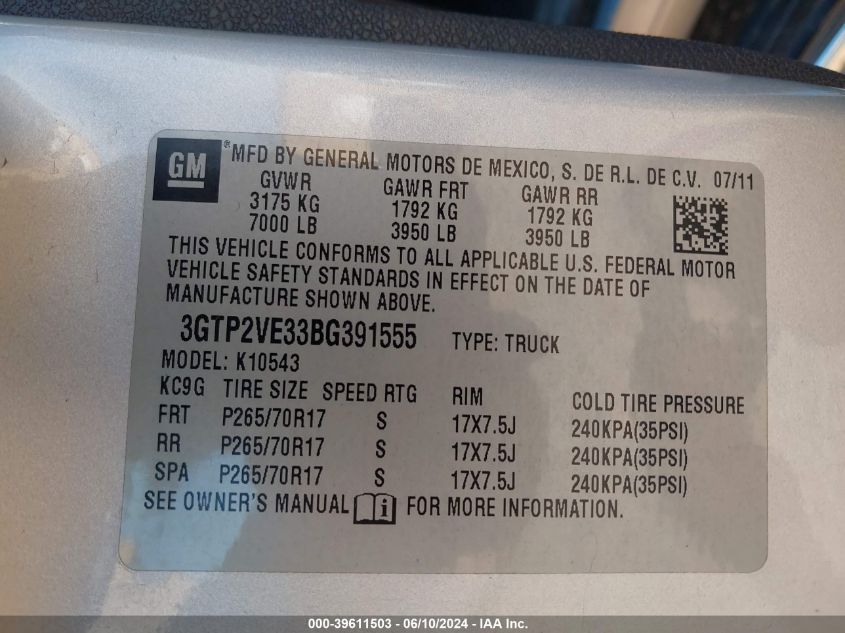 GM ® MFD BY GENERAL MOTORS DE MEXICO, S. DE R.L. DE C.V. 07/11
GVWR GAWR FRT GAWR RR
3175 KG 1792 KG 1792 KG
7000 LB 3950 LB 3950 LB
THIS VEHICLE CONFORMS TO ALL APPLICABLE U.S. FEDERAL MOTOR
VEHICLE SAFETY STANDARDS IN EFFECT ON THE DATE OF
MANUFACTURE SHOWN ABOVE.
3GTP2VE33BG391555 TYPE: TRUCK
MODEL: K10543
KC9G TIRE SIZE SPEED RTG RIM COLD TIRE PRESSURE
FRT P265/70R17 S 17X7.5J 240KPA(35PSI)
RR P265/70R17 S 17X7.5J 240KPA(35PSI)
SPA P265/70R17 S 17X7.5J 240KPA(35PSI)
SEE OWNER'S MANUAL i FOR MORE INFORMATION.
000-39611503 - 06/10/2024 - IAA Inc.